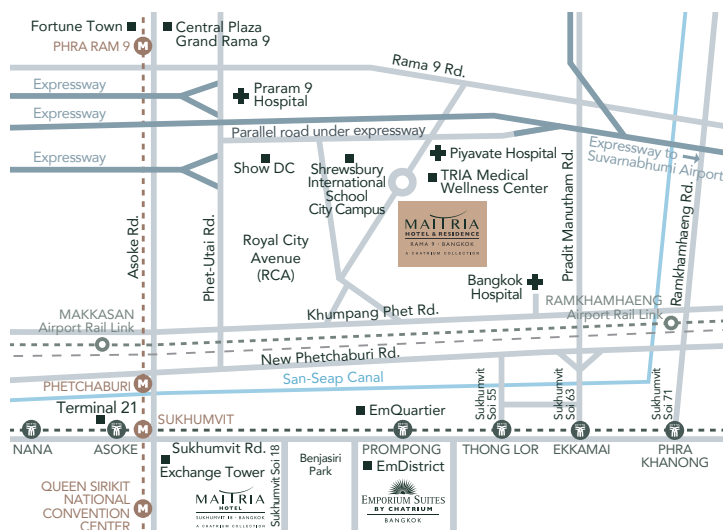 Fortune Town
Central Plaza
Grand Rama 9
PHRA RAM 9
M
Rama 9 Rd.
Expressway
Praram 9
Hospital
Expressway
Parallel road under expressway
Expressway
Expressway to
Suvarnabhumi Airport
Piyavate Hospital
Show DC
Shrewsbury
International
School
City Campus
TRIA Medical
Wellness Center
Asoke Rd.
Phet-Utai Rd.
Royal City
Avenue
(RCA)
MAITRIA
HOTEL & RESIDENCE
RAMA 9 - BANGKOK
A CHATRIUM COLLECTION
Pradit Manutham Rd.
Ramkhamhaeng Rd.
Bangkok
Hospital
MAKKASAN
Airport Rail Link
Khumpang Phet Rd.
RAMKHAMHAENG
Airport Rail Link
New Phetchaburi Rd.
PHETCHABURI
M
San-Seap Canal
Sukhumvit
Soi 55
Sukhumvit
Soi 63
Sukhumvit
Soi 71
Terminal 21
M
SUKHUMVIT
EmQuartier
NANA
ASOKE
Sukhumvit Rd.
PROMPONG
THONG LOR
EKKAMAI
PHRA
KHANONG
Exchange Tower
Sukhumvit Soi 18
Benjasiri
Park
EmDistrict
QUEEN SIRIKIT
NATIONAL
CONVENTION
CENTER
M
MAITRIA
HOTEL
SUKHUMVIT 18 - BANGKOK
A CHATRIUM COLLECTION
EMPORIUM SUITES
BY CHATRIUM
BANGKOK